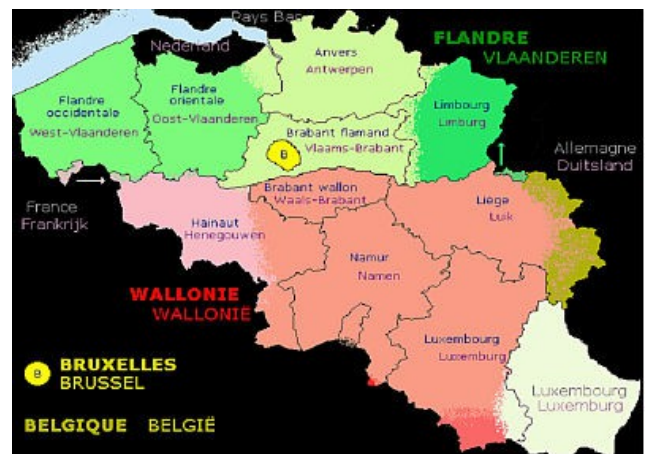 Pays Bas
Nederland
FLANDRE
VLAANDEREN
Anvers
Antwerpen
Flandre
occidentale
West-Vlaanderen
Flandre
orientale
Oost-Vlaanderen
Limbourg
Limburg
Brabant flamand
Vlaams-Brabant
B
Allemagne
Duitsland
Brabant wallon
Waals-Brabant
France
Frankrijk
Hainaut
Henegouwen
Liège
Luik
Namur
Namen
WALLONIE
WALLONIË
Luxembourg
Luxemburg
B
BRUXELLES
BRUSSEL
Luxembourg
Luxemburg
BELGIQUE BELGIË